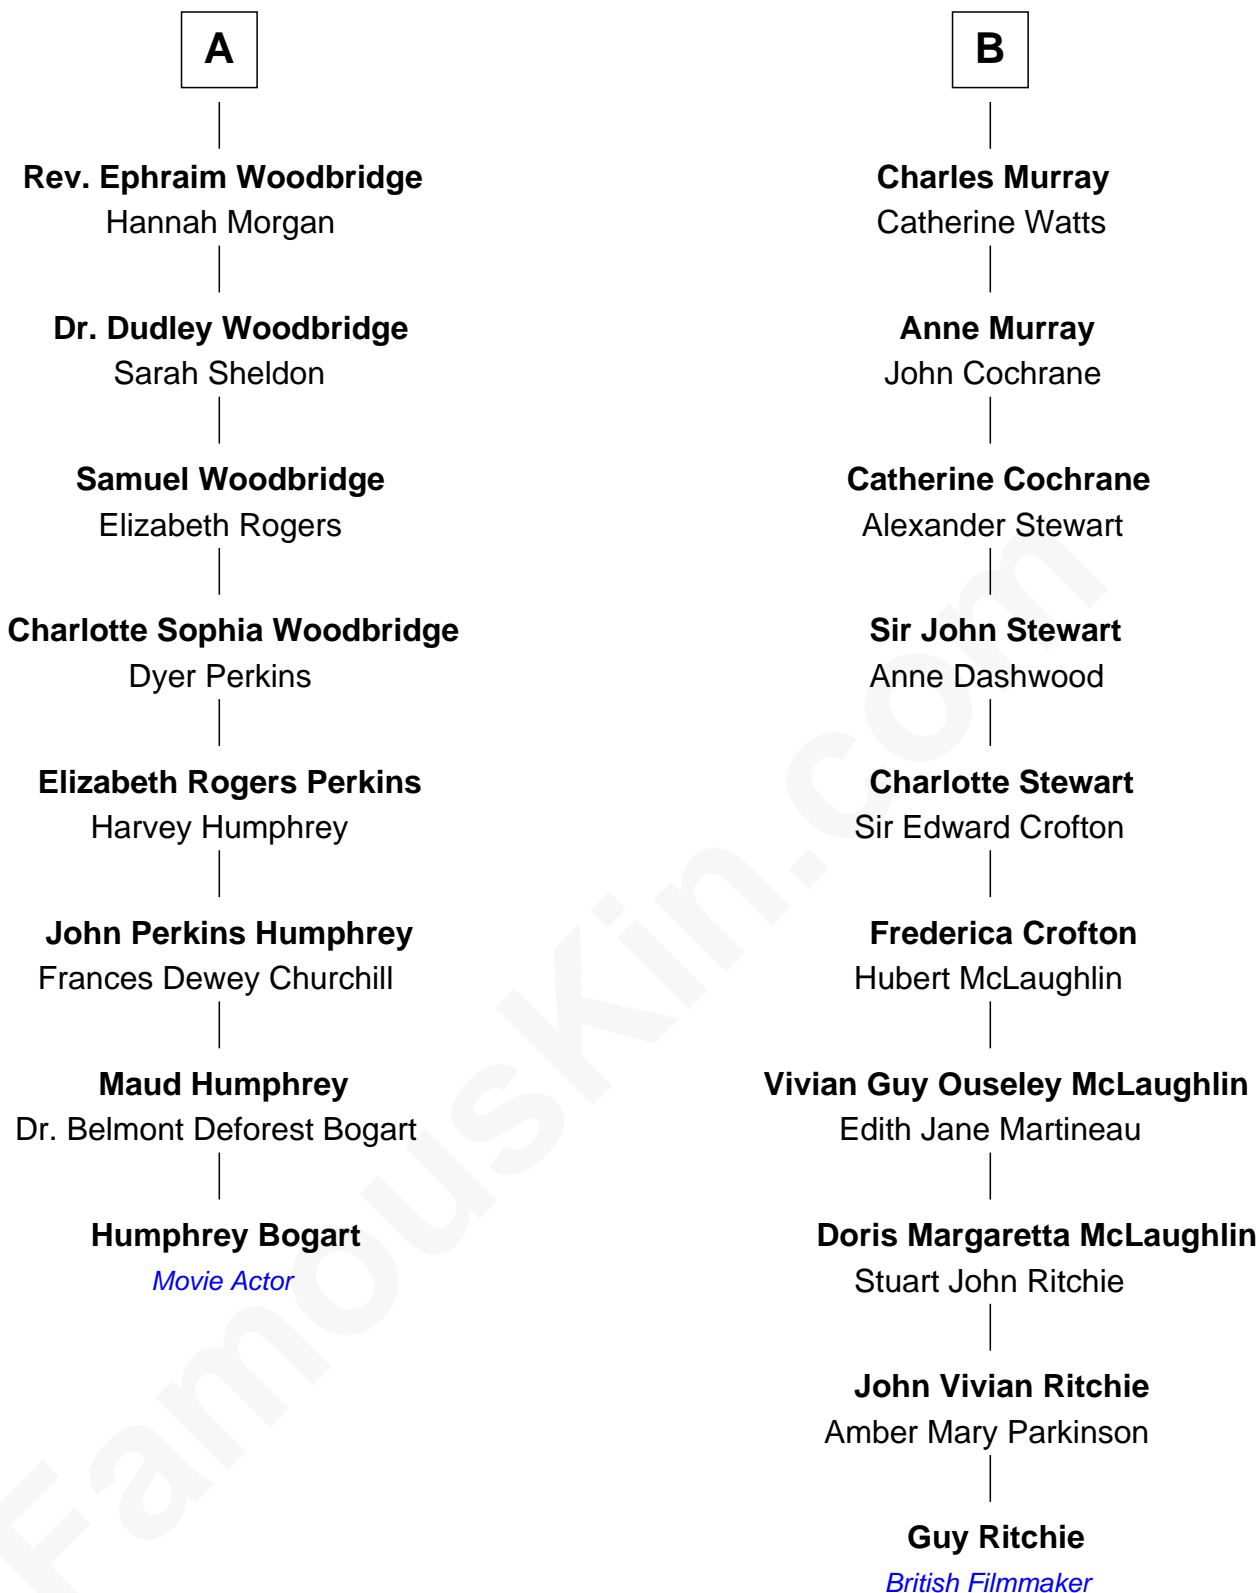 A
Rev. Ephraim Woodbridge
Hannah Morgan
Dr. Dudley Woodbridge
Sarah Sheldon
Samuel Woodbridge
Elizabeth Rogers
Charlotte Sophia Woodbridge
Dyer Perkins
Elizabeth Rogers Perkins
Harvey Humphrey
John Perkins Humphrey
Frances Dewey Churchill
Maud Humphrey
Dr. Belmont Deforest Bogart
Humphrey Bogart
Movie Actor
B
Charles Murray
Catherine Watts
Anne Murray
John Cochrane
Catherine Cochrane
Alexander Stewart
Sir John Stewart
Anne Dashwood
Charlotte Stewart
Sir Edward Crofton
Frederica Crofton
Hubert McLaughlin
Vivian Guy Ouseley McLaughlin
Edith Jane Martineau
Doris Margaretta McLaughlin
Stuart John Ritchie
John Vivian Ritchie
Amber Mary Parkinson
Guy Ritchie
British Filmmaker
FamousKin.com